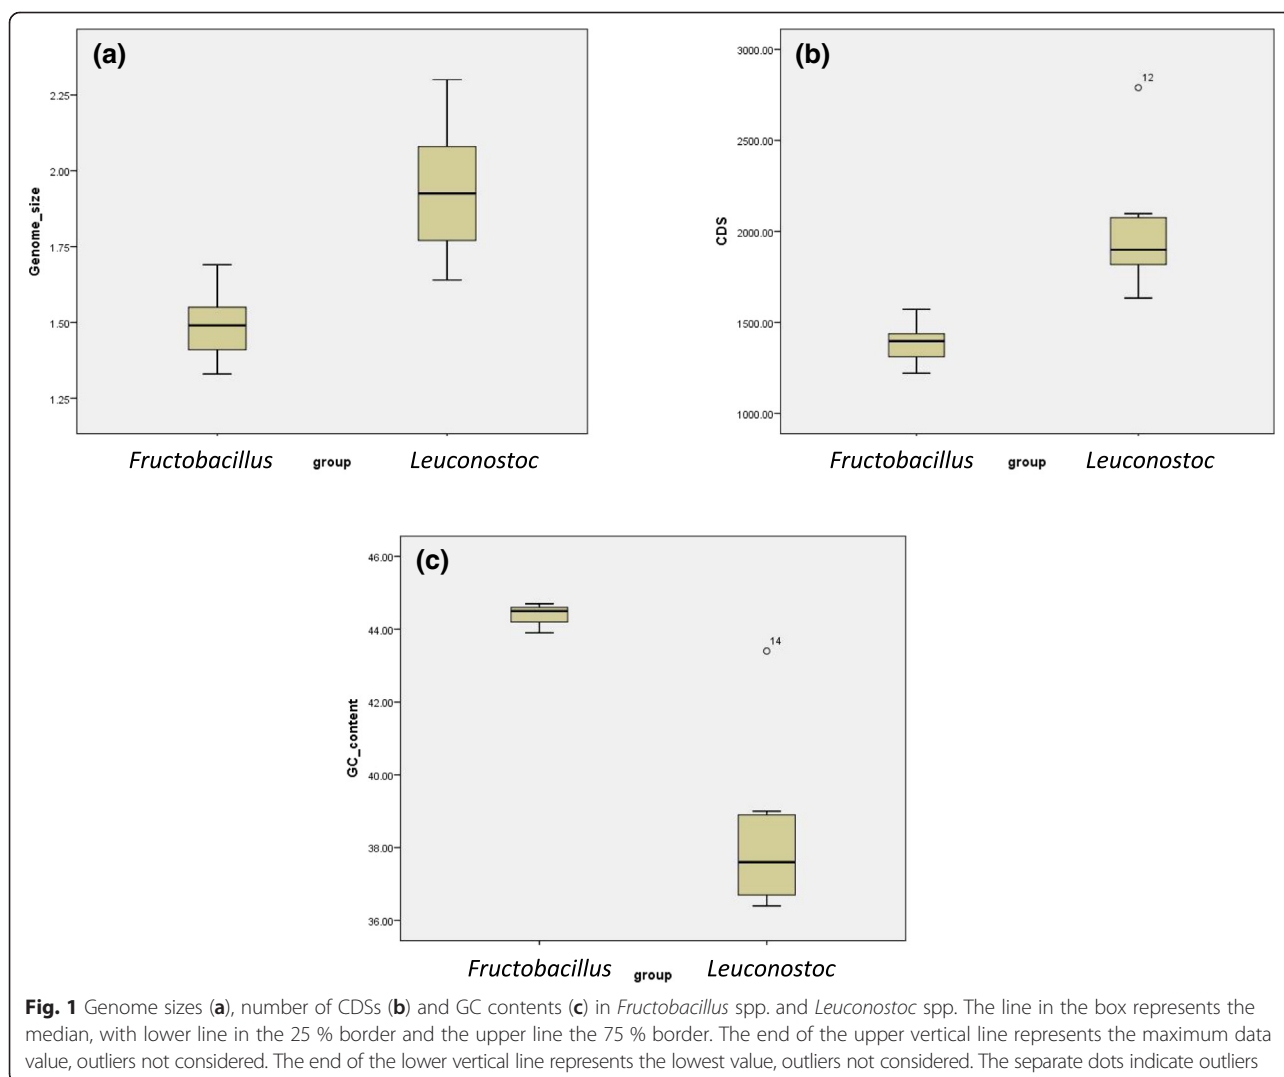 (a)
2.25
2.00
1.75
1.50
1.25
Genome_size
Fructobacillus group Leuconostoc
(b)
3000.00
2500.00
2000.00
1500.00
1000.00
CDS
12
Fructobacillus group Leuconostoc
(c)
46.00
44.00
42.00
40.00
38.00
36.00
GC_content
14
Fructobacillus group Leuconostoc
Fig. 1 Genome sizes (a), number of CDSs (b) and GC contents (c) in Fructobacillus spp. and Leuconostoc spp. The line in the box represents the
median, with lower line in the 25 % border and the upper line the 75 % border. The end of the upper vertical line represents the maximum data
value, outliers not considered. The end of the lower vertical line represents the lowest value, outliers not considered. The separate dots indicate outliers